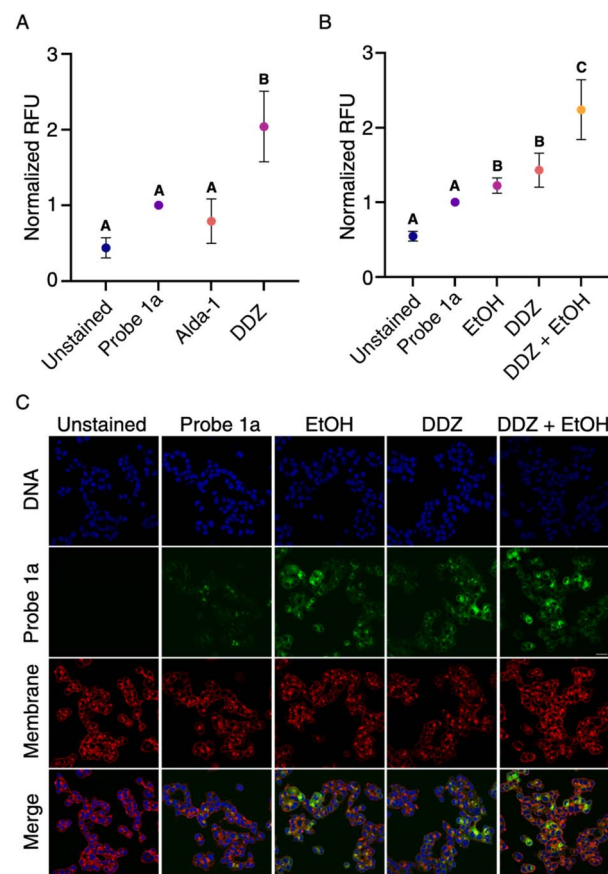 A
Normalized RFU
3
2
1
0
A
A
A
B
Unstained
Probe 1a
Alda-1
DDZ
B
Normalized RFU
3
2
1
0
A
A
B
B
C
Unstained
Probe 1a
EtOH
DDZ
DDZ + EtOH
C
Unstained Probe 1a EtOH DDZ DDZ + EtOH
DNA
Probe 1a
Membrane
Merge